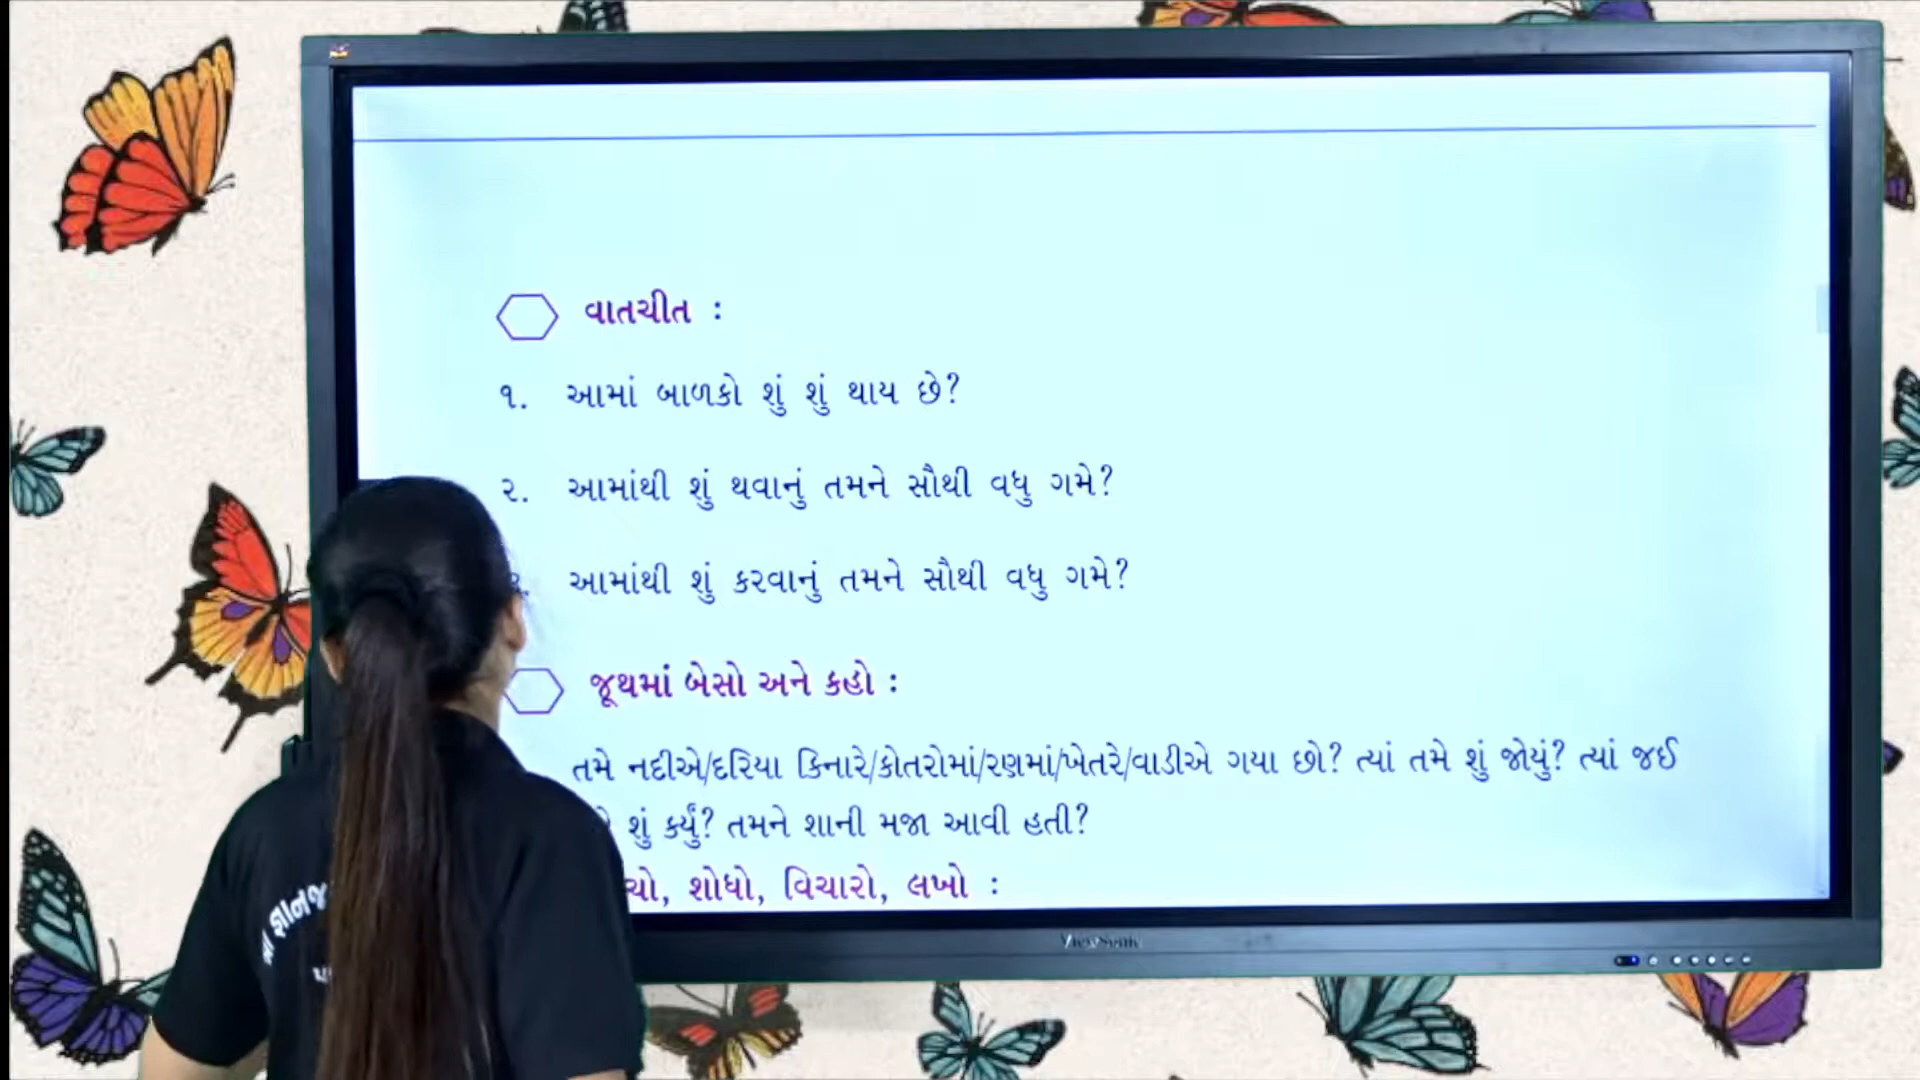 વાતચીત :
૧. આમાં બાળકો શું શું થાય છે?
૨. આમાંથી શું થવાનું તમને સૌથી વધુ ગમે?
આમાંથી શું કરવાનું તમને સૌથી વધુ ગમે?
જૂથમાં બેસો અને કહો :
તમે નદીએ/દરિયા કિનારે/કોતરોમાં/રણમાં/ખેતરે/વાડીએ ગયા છો? ત્યાં તમે શું જોયું? ત્યાં જઈ
શું કર્યું? તમને શાની મજા આવી હતી?
શોધો, વિચારો, લખો :
ViewSonic